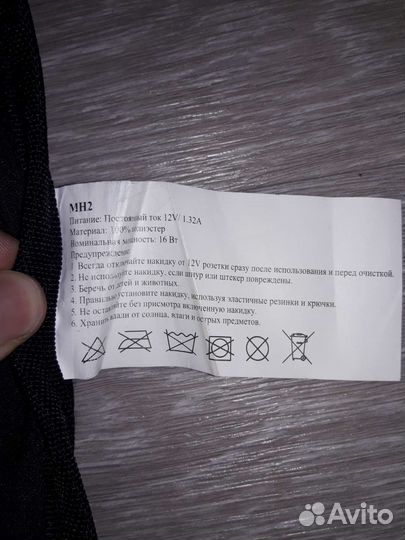 MH2
Питание: Постоянный ток 12V/ 1.32А
Материал: 100% полиэстер
Номинальная мощность: 16 Вт
Предупреждение
1 Всегда отключайте накидку от 12V розетки сразу после использования и перед очисткой.
2. Не используйте накидку, если шнур или штекер повреждены.
3. Беречь от детей и животных.
4. Правильно установите накидку, используя эластичные резинки и крючки.
5. Не оставляйте без присмотра включенную накидку.
6. Хранить вдали от солнца, влаги и острых предметов.
Avito